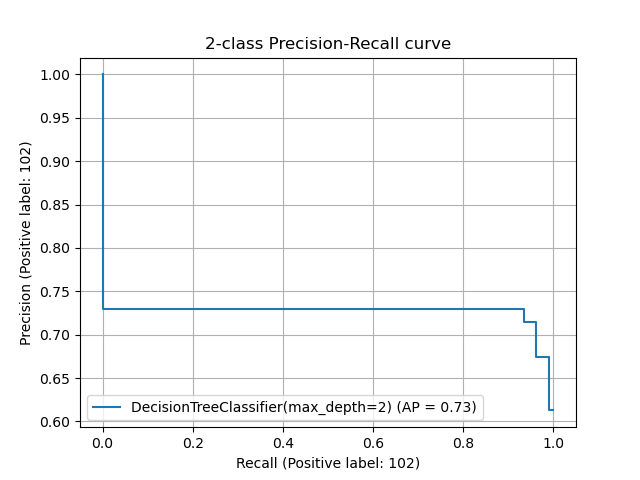 2-class Precision-Recall curve
Precision (Positive label: 102)
1.00
0.95
0.90
0.85
0.80
0.75
0.70
0.65
0.60
DecisionTreeClassifier(max_depth=2) (AP = 0.73)
0.0 0.2 0.4 0.6 0.8 1.0
Recall (Positive label: 102)